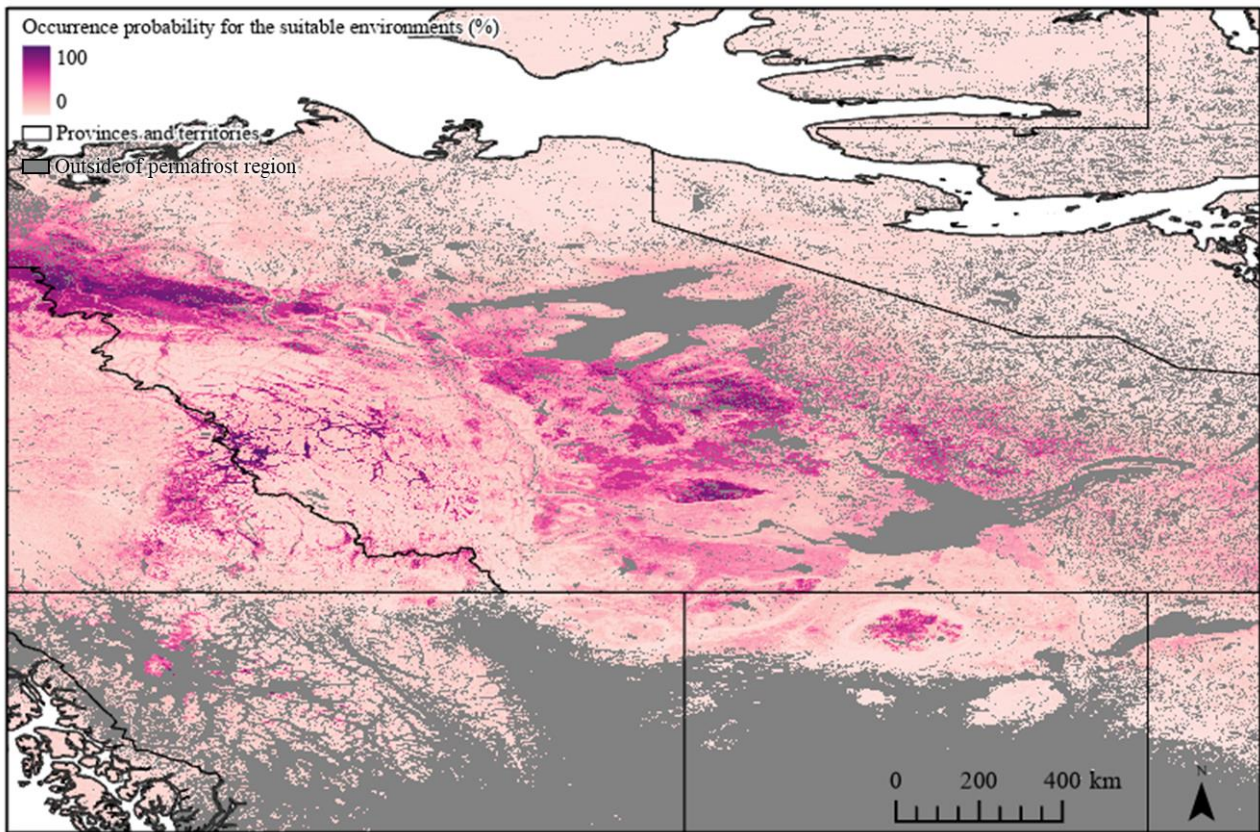 Occurrence probability for the suitable environments (%)
100
0
Provinces and territories
Outside of permafrost region
0 200 400 km
N